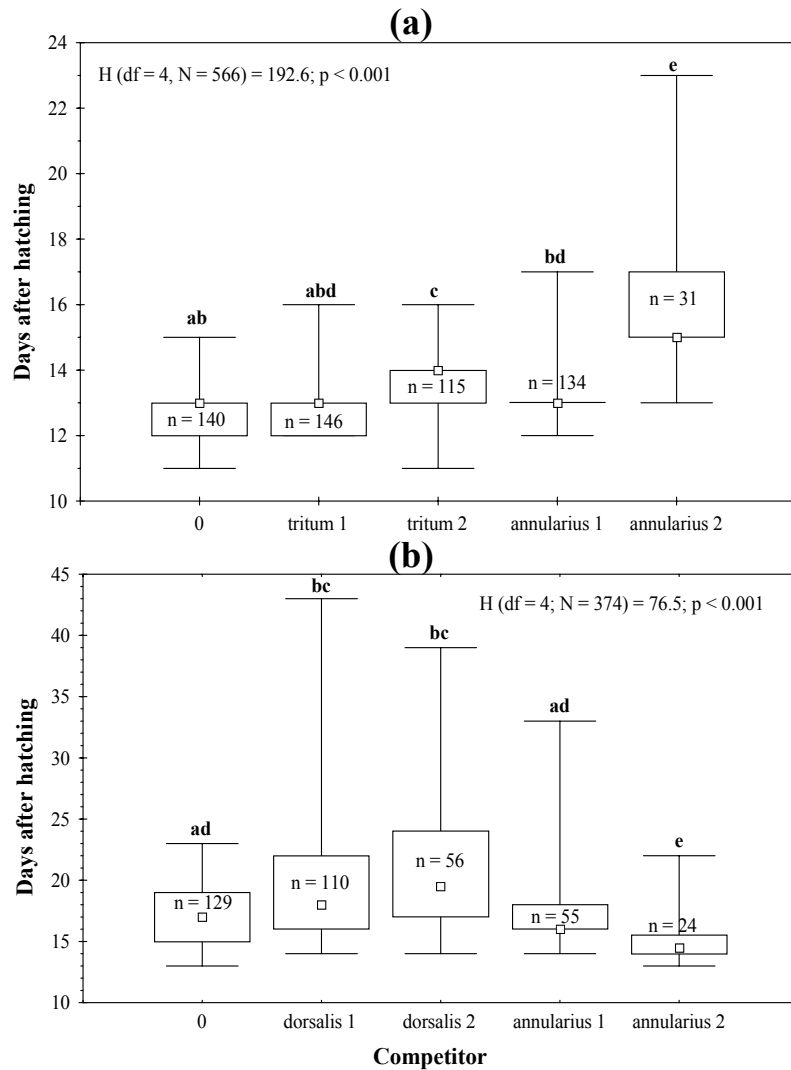 (a)
24
22
20
18
16
14
12
10
Days after hatching
H (df = 4, N = 566) = 192.6; p < 0.001
ab
abd
c
bd
e
n = 140
n = 146
n = 115
n = 134
n = 31
0
tritum 1
tritum 2
annularius 1
annularius 2
(b)
45
40
35
30
25
20
15
10
Days after hatching
H (df = 4; N = 374) = 76.5; p < 0.001
ad
bc
bc
ad
e
n = 129
n = 110
n = 56
n = 55
n = 24
0
dorsalis 1
dorsalis 2
annularius 1
annularius 2
Competitor